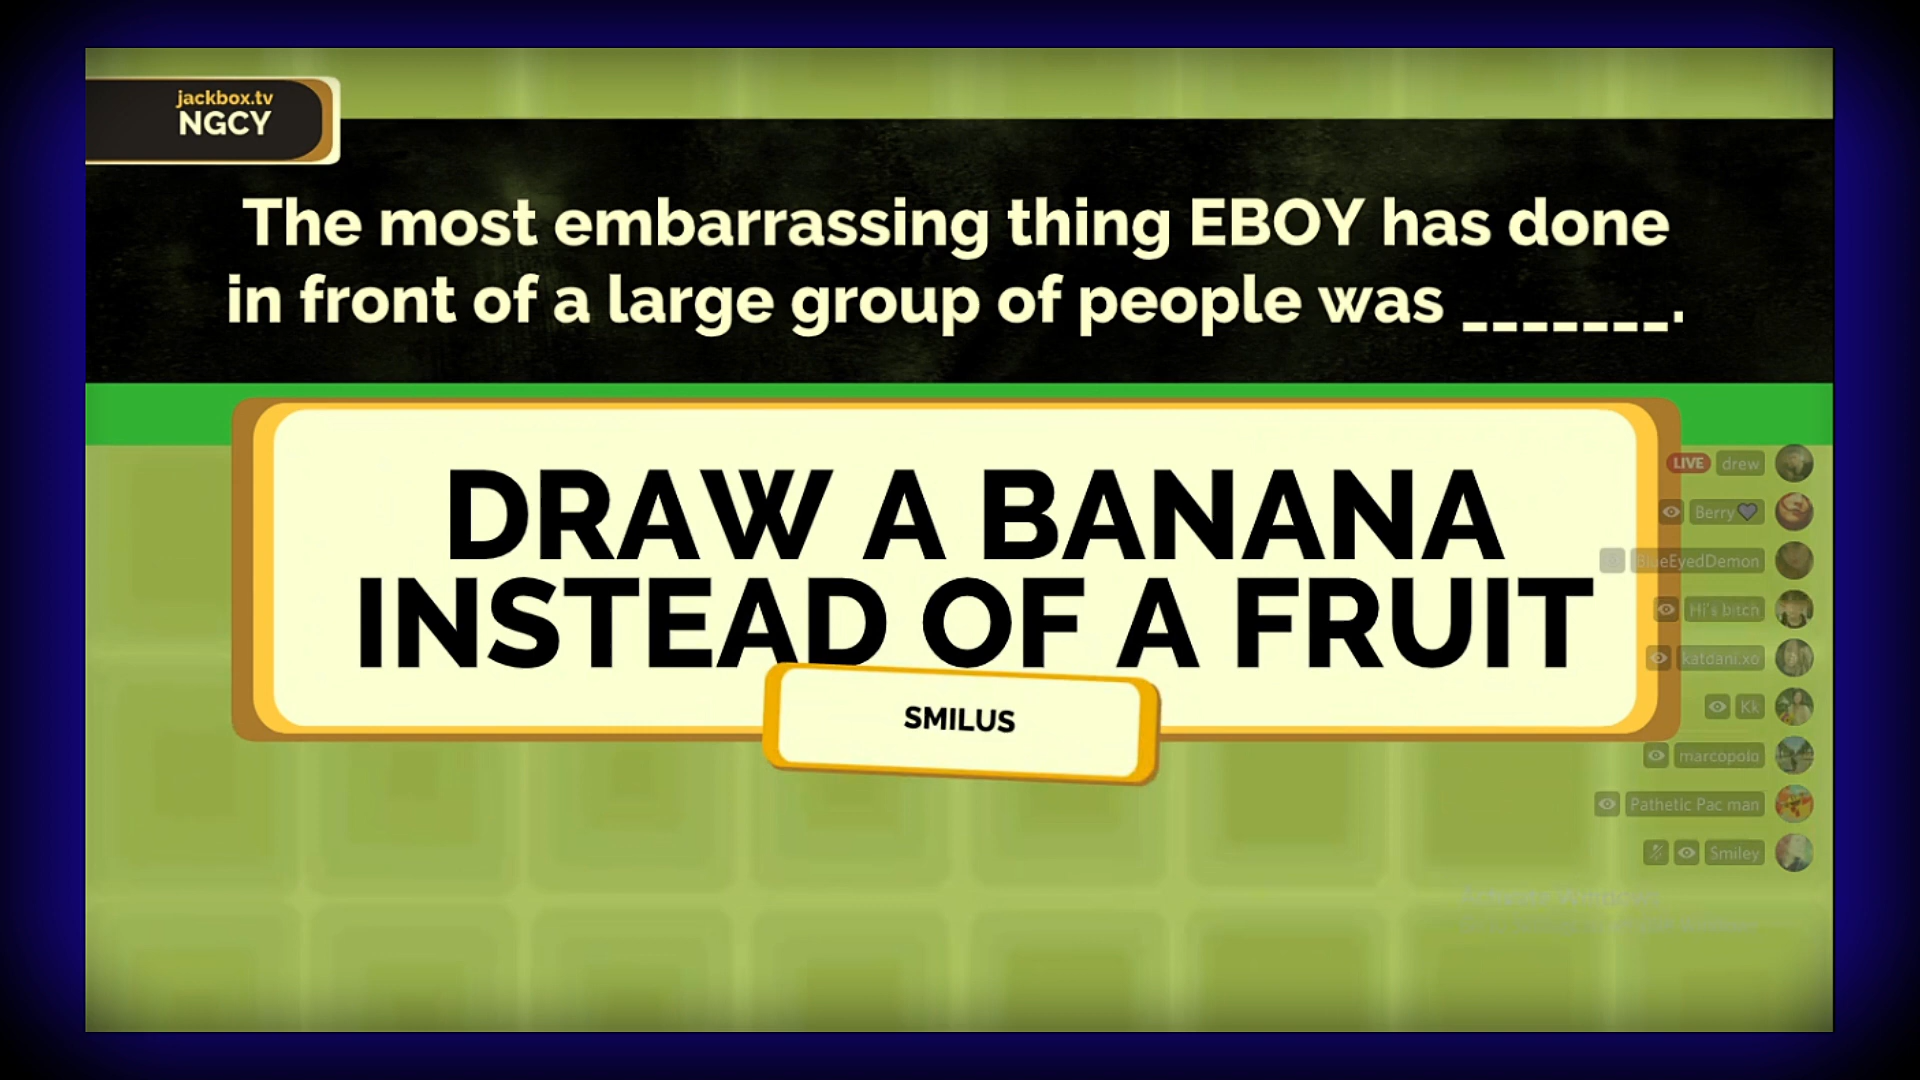 jackbox.tv
NGCY
The most embarrassing thing EBOY has done
in front of a large group of people was _______.
DRAW A BANANA
INSTEAD OF A FRUIT
SMILUS
LIVE drew
Berry
BlueEyedDemon
Hi's bitch
katdani.xo
Kk
marcopolo
Pathetic Pac man
Smiley